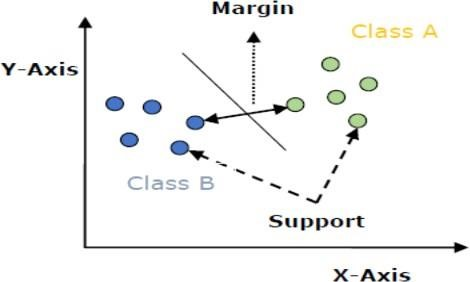 Margin
Class A
Y-Axis
Class B
Support
X-Axis